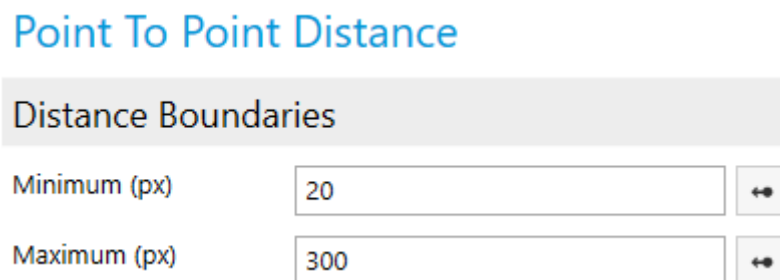 Point To Point Distance
Distance Boundaries
Minimum (px) 20
Maximum (px) 300